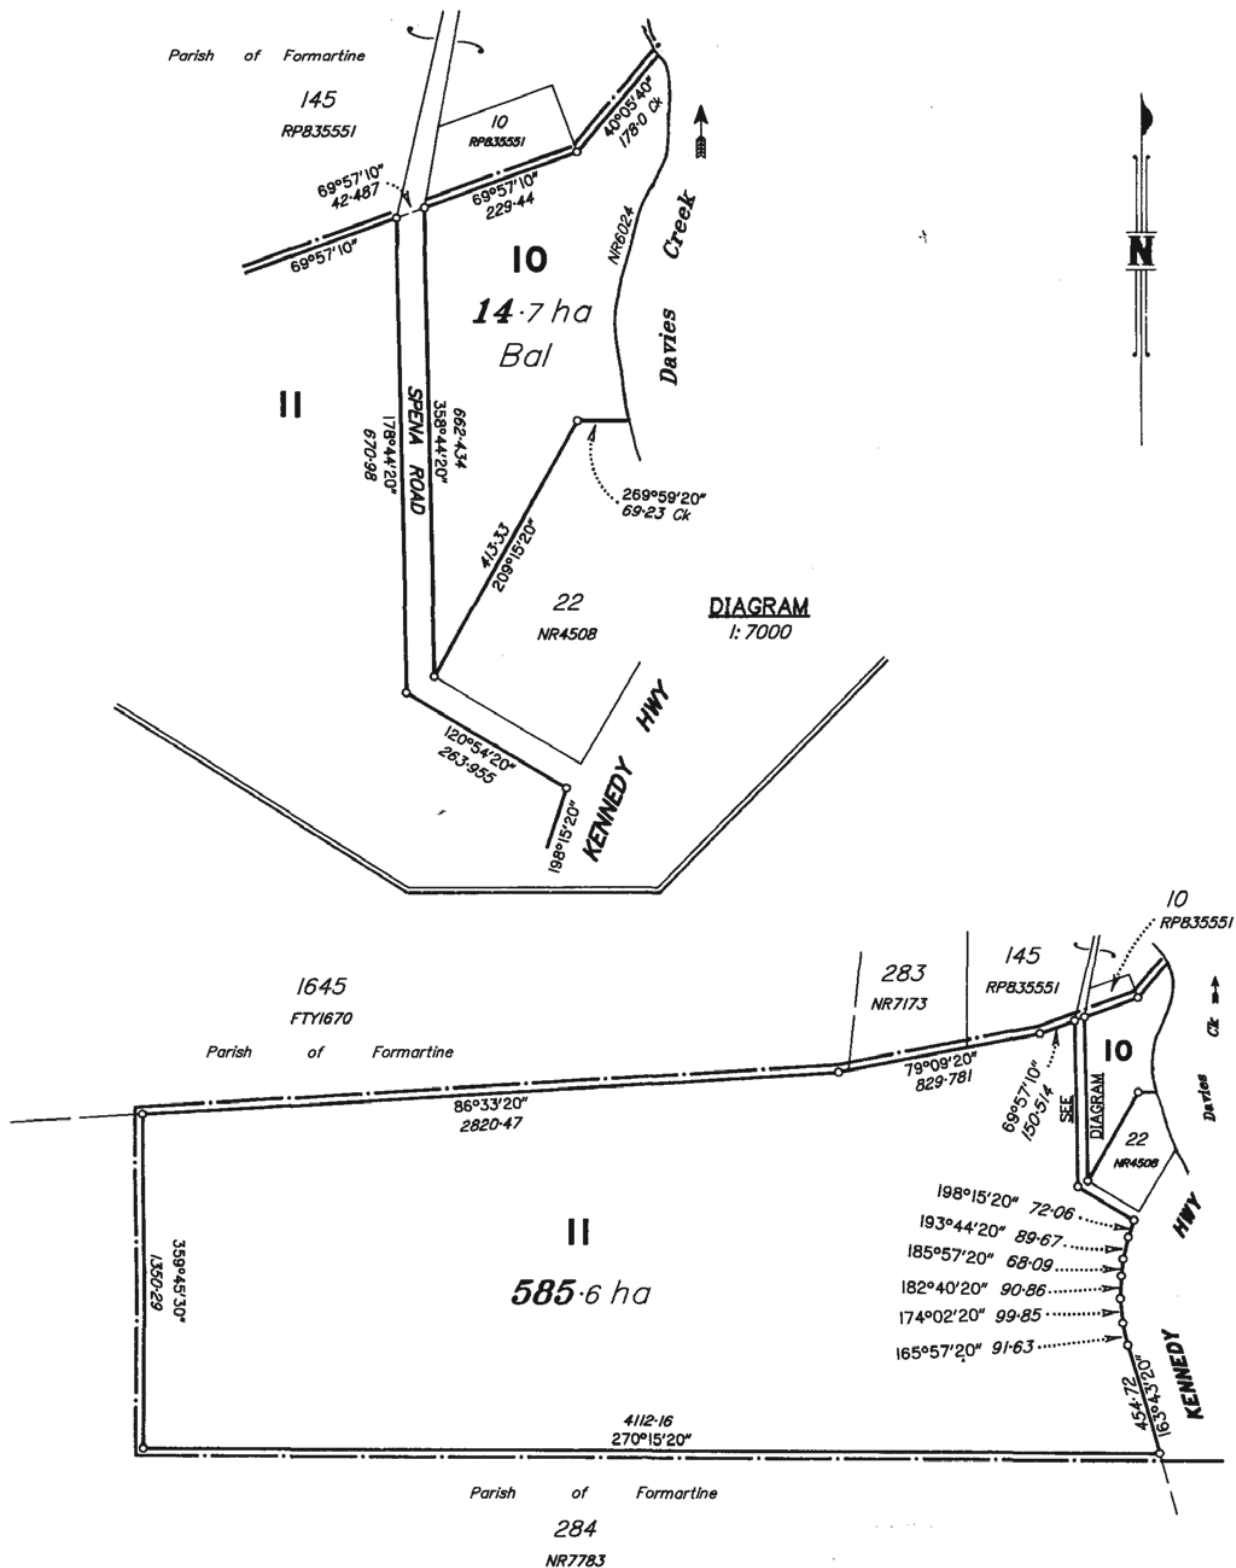 Parish of Formartine
145
RP835551
10
RP835551
40°05'40"
178·0 Ck
69°57'10"
42·487
69°57'10"
229·44
69°57'10"
NR6024
Davies Creek
N
10
14·7 ha
Bal
11
SPENA ROAD
662·434
358°44'20"
178°44'20"
670·98
269°59'20"
69·23 Ck
413·33
209°15'20"
22
NR4508
DIAGRAM
1:7000
120°54'20"
263·955
198°15'20"
KENNEDY HWY
10
RP835551
1645
FTY1670
Parish of Formartine
283
NR7173
145
RP835551
Davies Ck
10
86°33'20"
2820·47
79°09'20"
829·781
69°57'10"
150·514
SEE
DIAGRAM
22
NR4508
198°15'20" 72·06
193°44'20" 89·67
185°57'20" 68·09
182°40'20" 90·86
174°02'20" 99·85
165°57'20" 91·63
HWY
KENNEDY
454·72
163°43'20"
11
585·6 ha
359°45'30"
1350·29
4112·16
270°15'20"
Parish of Formartine
284
NR7783